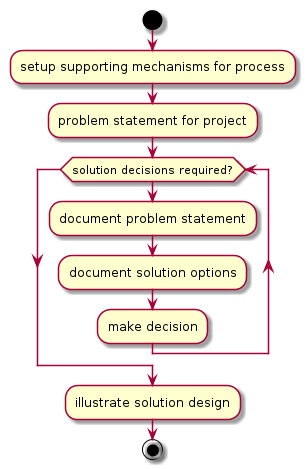 setup supporting mechanisms for process
problem statement for project
solution decisions required?
document problem statement
document solution options
make decision
illustrate solution design